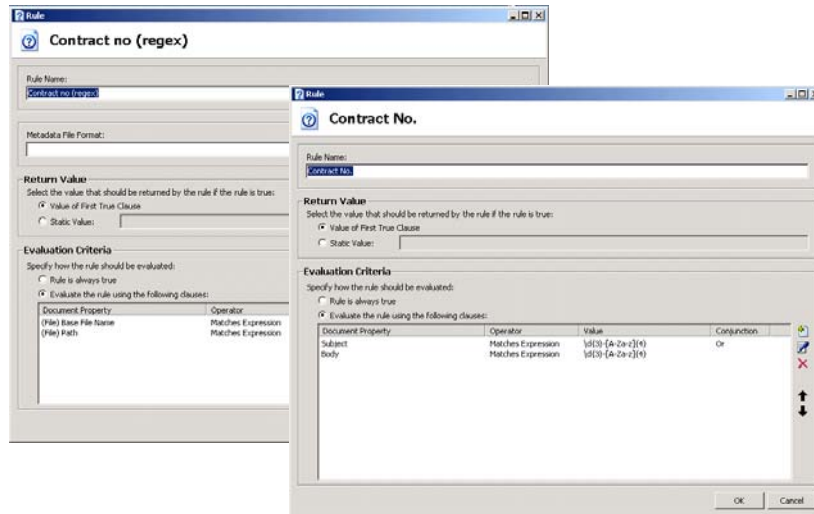 Rule
Contract no (regex)
Rule Name:
Contract no (regex)
Metadata File Format:
Return Value
Select the value that should be returned by the rule if the rule is true:
Value of First True Clause
Static Value:
Evaluation Criteria
Specify how the rule should be evaluated:
Rule is always true
Evaluate the rule using the following clauses:
Document Property Operator
(File) Base File Name Matches Expression
(File) Path Matches Expression
Rule
Contract No.
Rule Name:
Contract No.
Return Value
Select the value that should be returned by the rule if the rule is true:
Value of First True Clause
Static Value:
Evaluation Criteria
Specify how the rule should be evaluated:
Rule is always true
Evaluate the rule using the following clauses:
Document Property Operator Value Conjunction
Subject Matches Expression \d{3}-[A-Za-z]{4} Or
Body Matches Expression \d{3}-[A-Za-z]{4}
OK Cancel